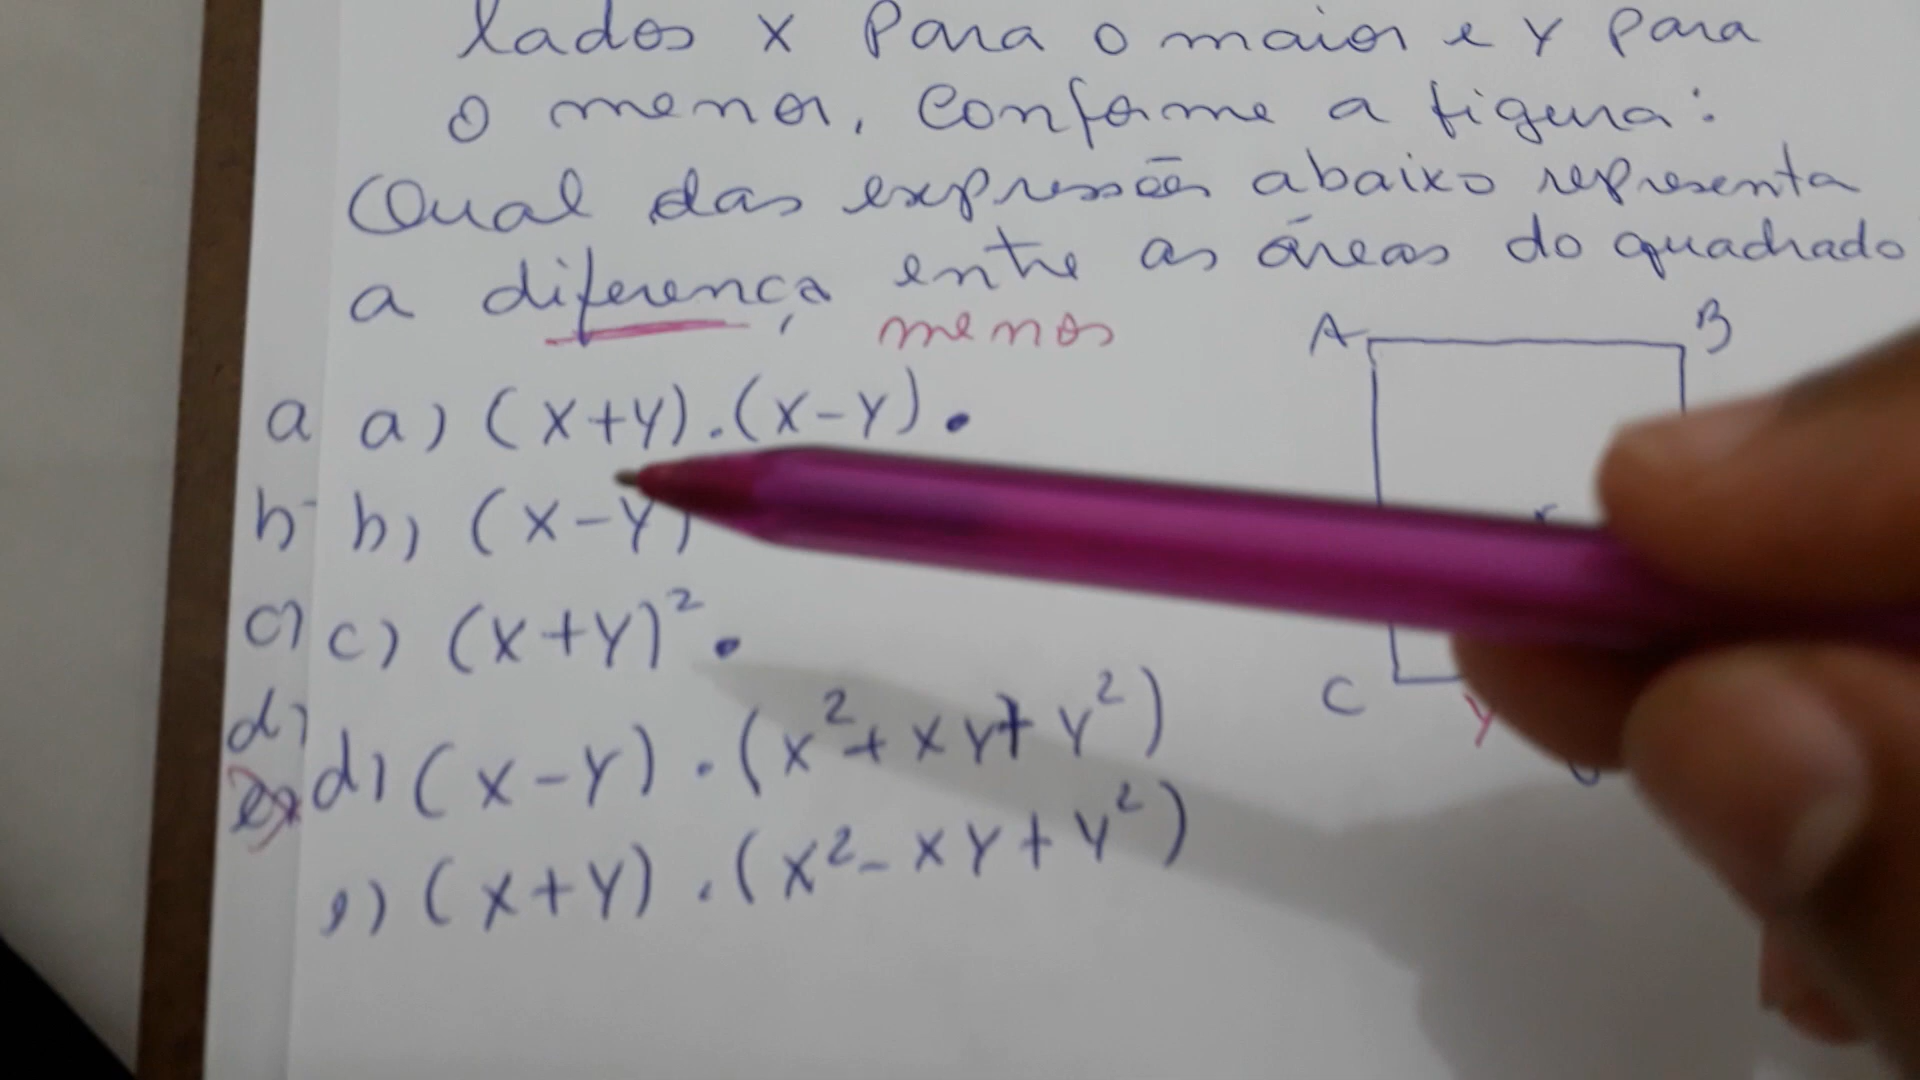 lados x para o maior e y para
o menor, conforme a figura:
Qual das expressões abaixo representa
a diferença entre as áreas do quadrado
menos
A B
a a) (x+y).(x-y).
b b) (x-y)
c) c) (x+y)².
C y
d)
d) (x-y).(x²+xy+y²)
e) (x+y).(x²-xy+y²)